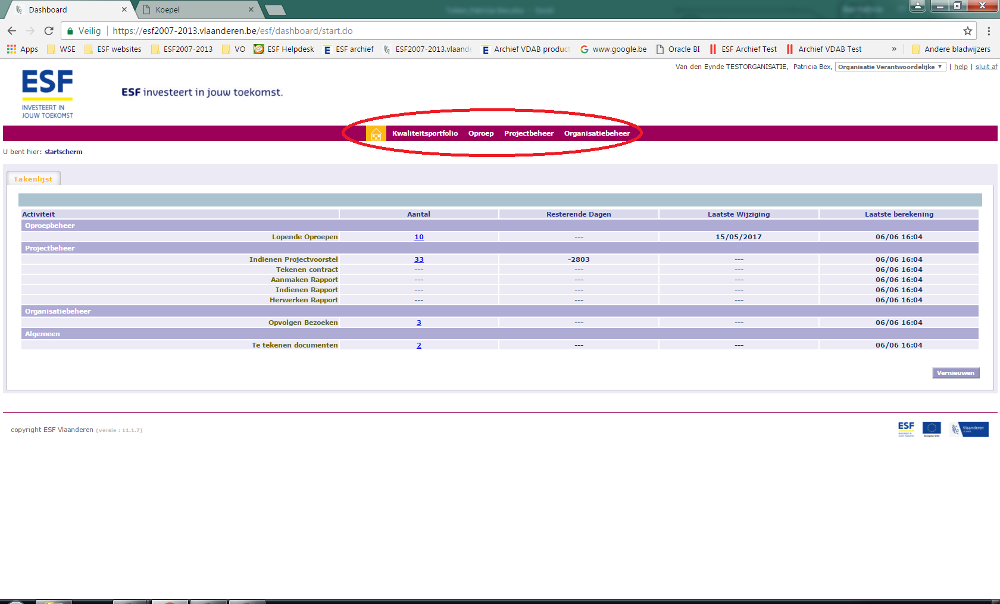 Dashboard
Koepel
Veilig https://esf2007-2013.vlaanderen.be/esf/dashboard/start.do
Apps WSE ESF websites ESF2007-2013 VO ESF Helpdesk ESF archief ESF2007-2013.vlaande Archief VDAB product www.google.be Oracle BI ESF Archief Test Archief VDAB Test » Andere bladwijzers
Van den Eynde TESTORGANISATIE, Patricia Bex, Organisatie Verantwoordelijke | help | sluit af
ESF
INVESTEERT IN
JOUW TOEKOMST
ESF investeert in jouw toekomst.
Kwaliteitsportfolio Oproep Projectbeheer Organisatiebeheer
U bent hier: startscherm
Takenlijst
Activiteit Aantal Resterende Dagen Laatste Wijziging Laatste berekening
Oproepbeheer
Lopende Oproepen 10 --- 15/05/2017 06/06 16:04
Projectbeheer
Indienen Projectvoorstel 33 -2803 --- 06/06 16:04
Tekenen contract --- --- --- 06/06 16:04
Aanmaken Rapport --- --- --- 06/06 16:04
Indienen Rapport --- --- --- 06/06 16:04
Herwerken Rapport --- --- --- 06/06 16:04
Organisatiebeheer
Opvolgen Bezoeken 3 --- --- 06/06 16:04
Algemeen
Te tekenen documenten 2 --- --- 06/06 16:04
Vernieuwen
copyright ESF Vlaanderen (versie : 11.1.7)
ESF
Vlaanderen